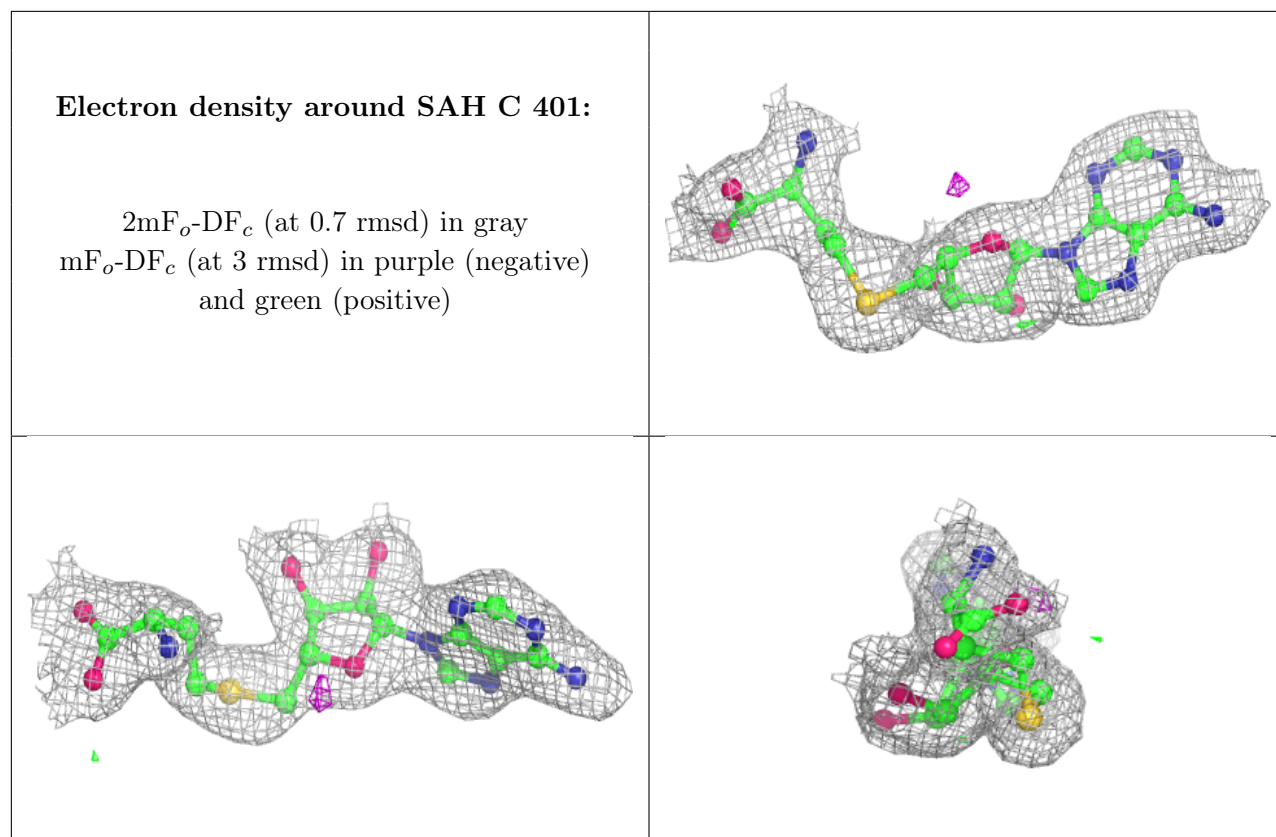 Electron density around SAH C 401:
2mFo-DFc (at 0.7 rmsd) in gray
mFo-DFc (at 3 rmsd) in purple (negative)
and green (positive)